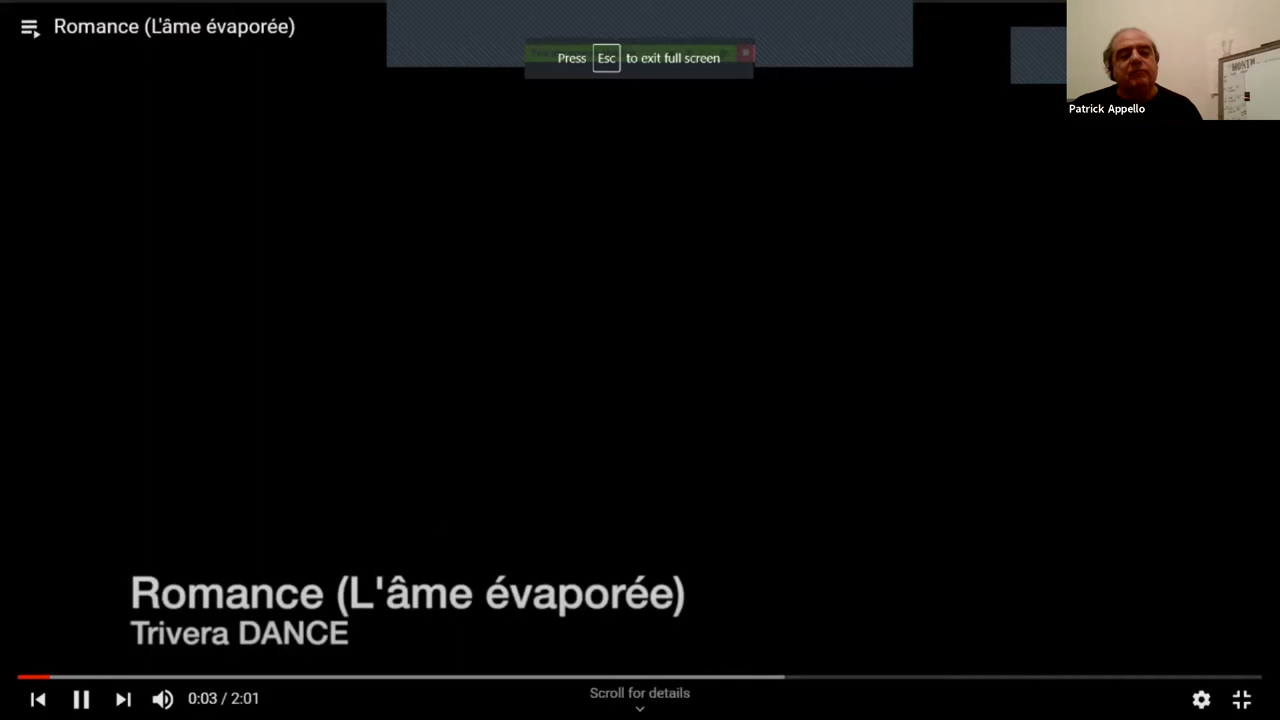 Romance (L'âme évaporée)
Press Esc to exit full screen
Patrick Appello
Romance (L'âme évaporée)
Trivera DANCE
0:03 / 2:01
Scroll for details